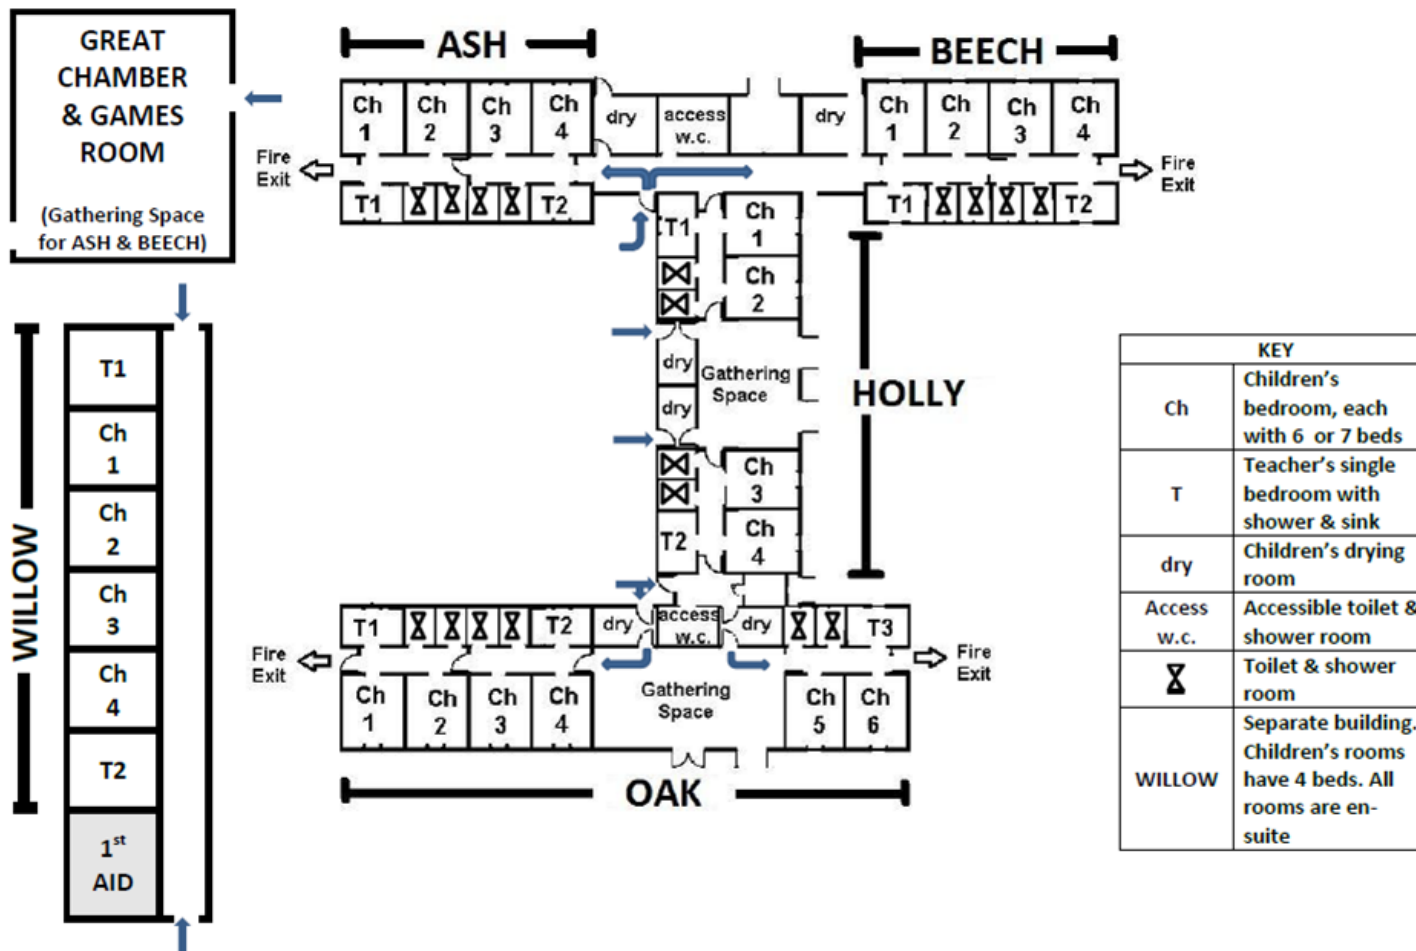 GREAT
CHAMBER
& GAMES
ROOM
(Gathering Space
for ASH & BEECH)
ASH
BEECH
Ch
1
Ch
2
Ch
3
Ch
4
dry
access
w.c.
dry
Ch
1
Ch
2
Ch
3
Ch
4
Fire
Exit
Fire
Exit
T1
T2
T1
T2
T1
Ch
1
Ch
2
dry
Gathering
Space
dry
HOLLY
Ch
3
T2
Ch
4
WILLOW
T1
Ch
1
Ch
2
Ch
3
Ch
4
T2
1st
AID
T1
T2
dry
access
w.c.
dry
T3
Fire
Exit
Fire
Exit
Ch
1
Ch
2
Ch
3
Ch
4
Gathering
Space
Ch
5
Ch
6
OAK
KEY
Ch
Children's
bedroom, each
with 6 or 7 beds
T
Teacher's single
bedroom with
shower & sink
dry
Children's drying
room
Access
w.c.
Accessible toilet &
shower room
Toilet & shower
room
WILLOW
Separate building.
Children's rooms
have 4 beds. All
rooms are en-
suite